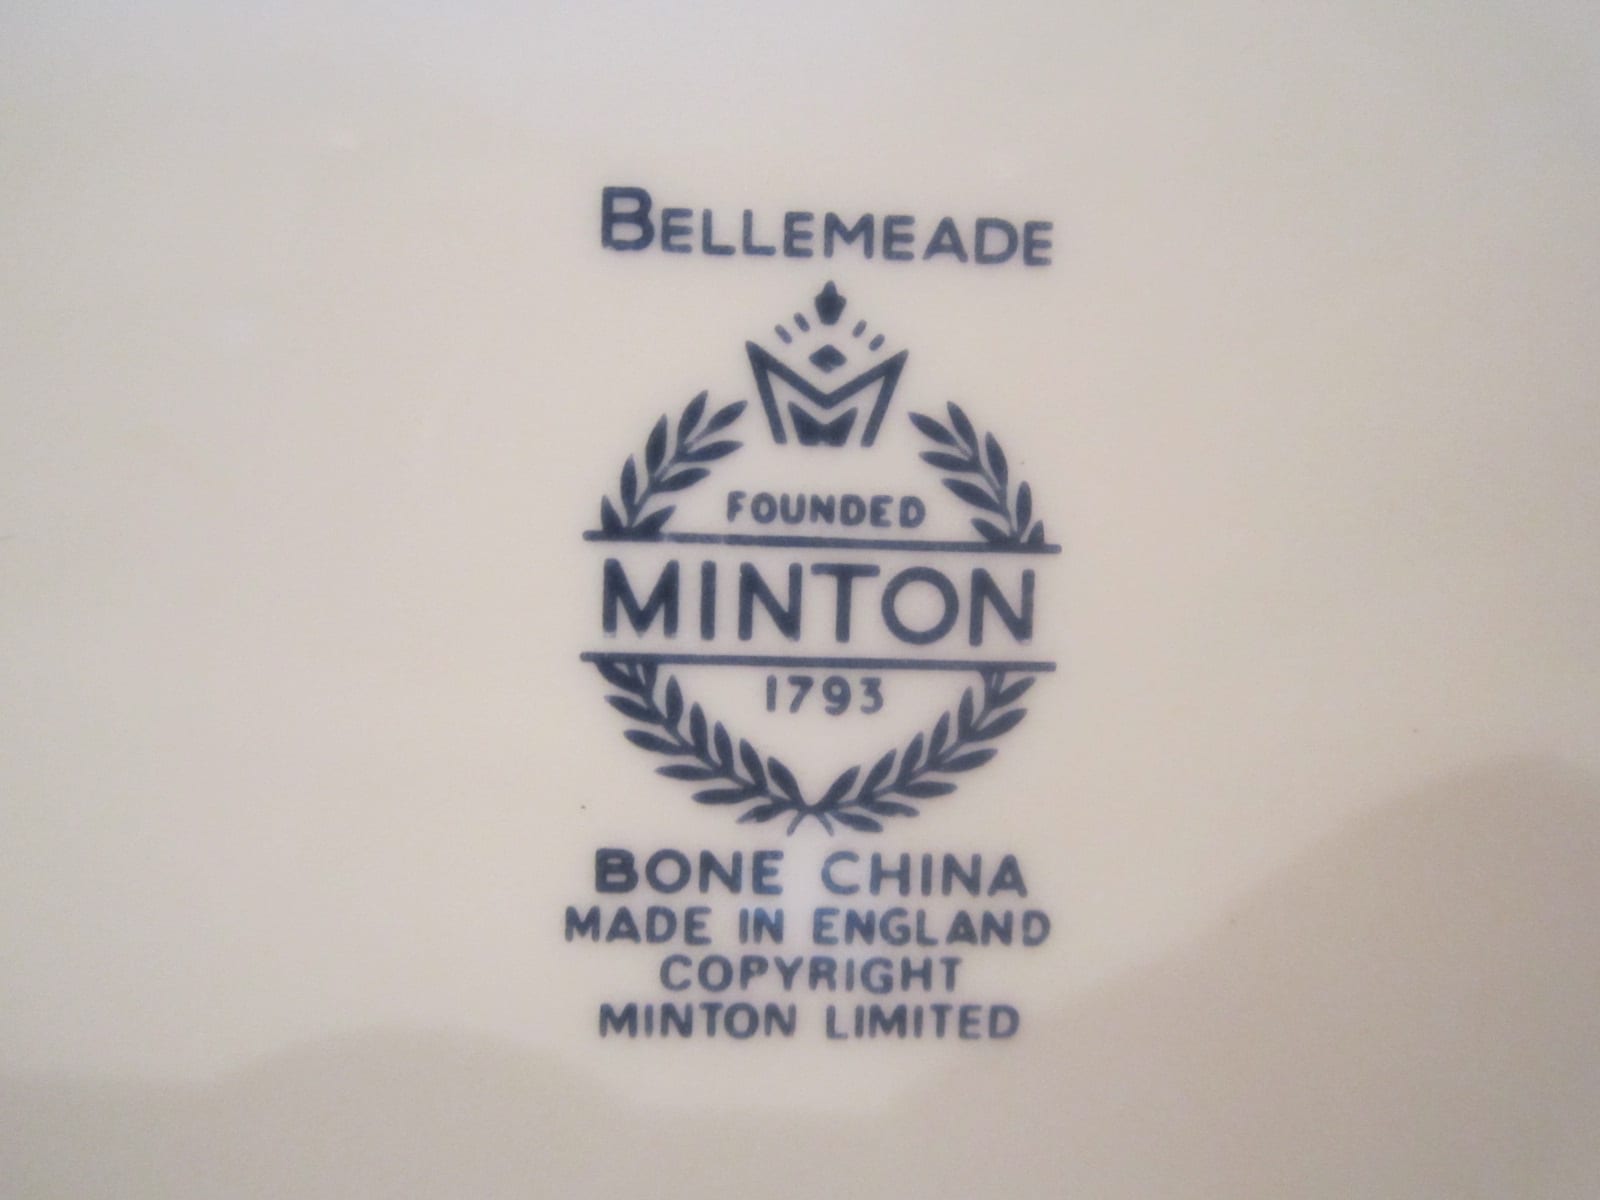 BELLEMEADE
FOUNDED
MINTON
1793
BONE CHINA
MADE IN ENGLAND
COPYRIGHT
MINTON LIMITED